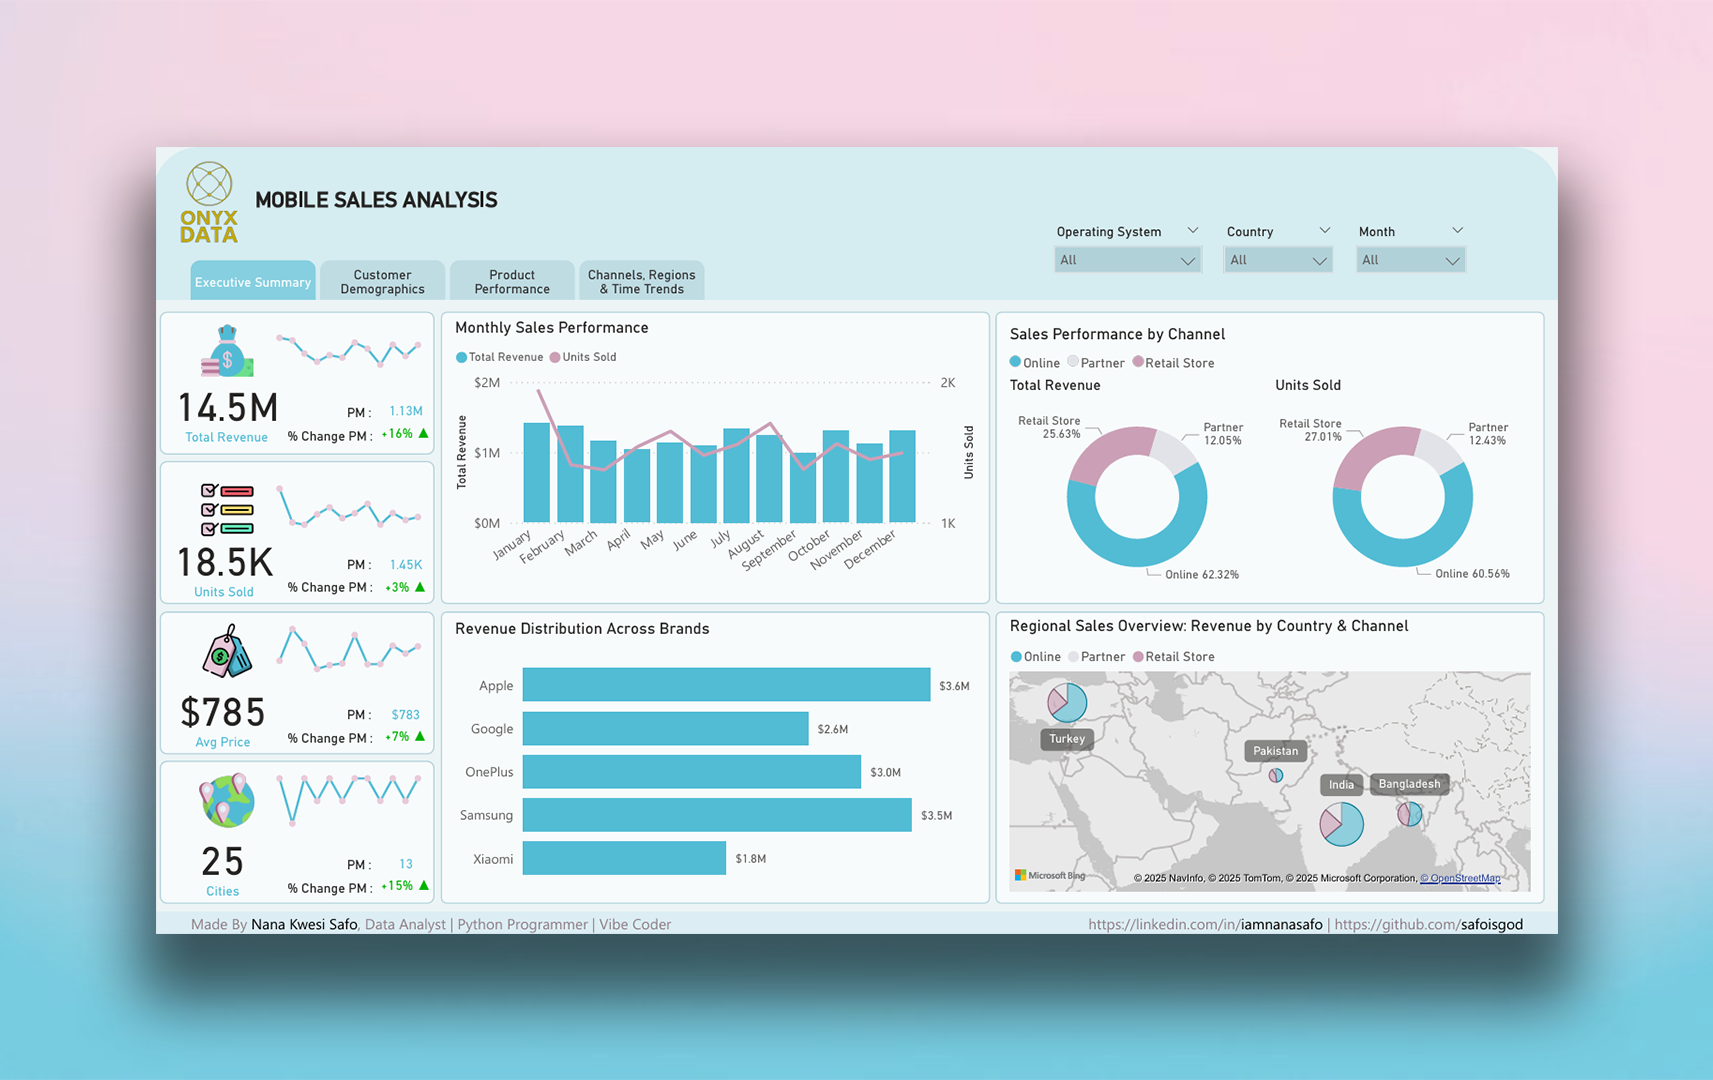 ONYX
DATA
MOBILE SALES ANALYSIS
Operating System
Country
Month
All
All
All
Executive Summary
Customer
Demographics
Product
Performance
Channels, Regions
& Time Trends
$
14.5M
Total Revenue
PM : 1.13M
% Change PM : +16%
18.5K
Units Sold
PM : 1.45K
% Change PM : +3%
$
$785
Avg Price
PM : $783
% Change PM : +7%
25
Cities
PM : 13
% Change PM : +15%
Monthly Sales Performance
Total Revenue Units Sold
$2M
$1M
$0M
Total Revenue
2K
1K
Units Sold
January
February
March
April
May
June
July
August
September
October
November
December
Sales Performance by Channel
Online Partner Retail Store
Total Revenue
Retail Store
25.63%
Partner
12.05%
Online 62.32%
Units Sold
Retail Store
27.01%
Partner
12.43%
Online 60.56%
Revenue Distribution Across Brands
Apple $3.6M
Google $2.6M
OnePlus $3.0M
Samsung $3.5M
Xiaomi $1.8M
Regional Sales Overview: Revenue by Country & Channel
Online Partner Retail Store
Turkey
Pakistan
India
Bangladesh
Microsoft Bing
© 2025 NavInfo, © 2025 TomTom, © 2025 Microsoft Corporation, © OpenStreetMap
Made By Nana Kwesi Safo, Data Analyst | Python Programmer | Vibe Coder
https://linkedin.com/in/iamnanasafo | https://github.com/safoisgod